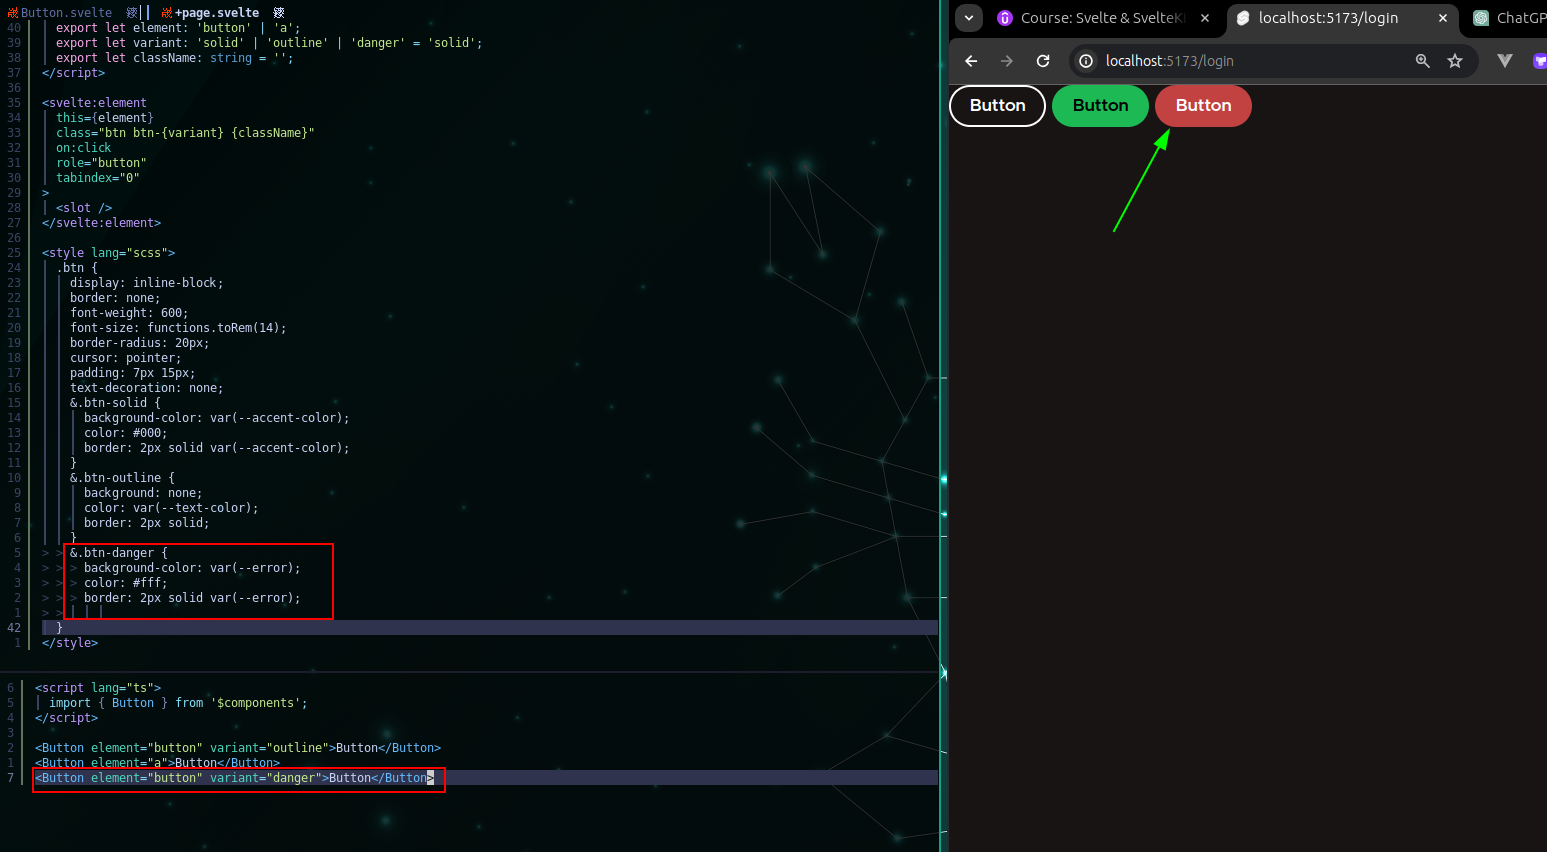 Button.svelte
+page.svelte
40 export let element: 'button' | 'a';
39 export let variant: 'solid' | 'outline' | 'danger' = 'solid';
38 export let className: string = '';
37 </script>
36
35 <svelte:element
34 this={element}
33 class="btn btn-{variant} {className}"
32 on:click
31 role="button"
30 tabindex="0"
29 >
28 <slot />
27 </svelte:element>
26
25 <style lang="scss">
24 .btn {
23 display: inline-block;
22 border: none;
21 font-weight: 600;
20 font-size: functions.toRem(14);
19 border-radius: 20px;
18 cursor: pointer;
17 padding: 7px 15px;
16 text-decoration: none;
15 &.btn-solid {
14 background-color: var(--accent-color);
13 color: #000;
12 border: 2px solid var(--accent-color);
11 }
10 &.btn-outline {
9 background: none;
8 color: var(--text-color);
7 border: 2px solid;
6 }
5 > > &.btn-danger {
4 > > > background-color: var(--error);
3 > > > color: #fff;
2 > > > border: 2px solid var(--error);
1 > >
42 }
1 </style>
6 <script lang="ts">
5 import { Button } from '$components';
4 </script>
3
2 <Button element="button" variant="outline">Button</Button>
1 <Button element="a">Button</Button>
7 <Button element="button" variant="danger">Button</Button>
Course: Svelte & SvelteK
localhost:5173/login
ChatGP
localhost:5173/login
Button
Button
Button